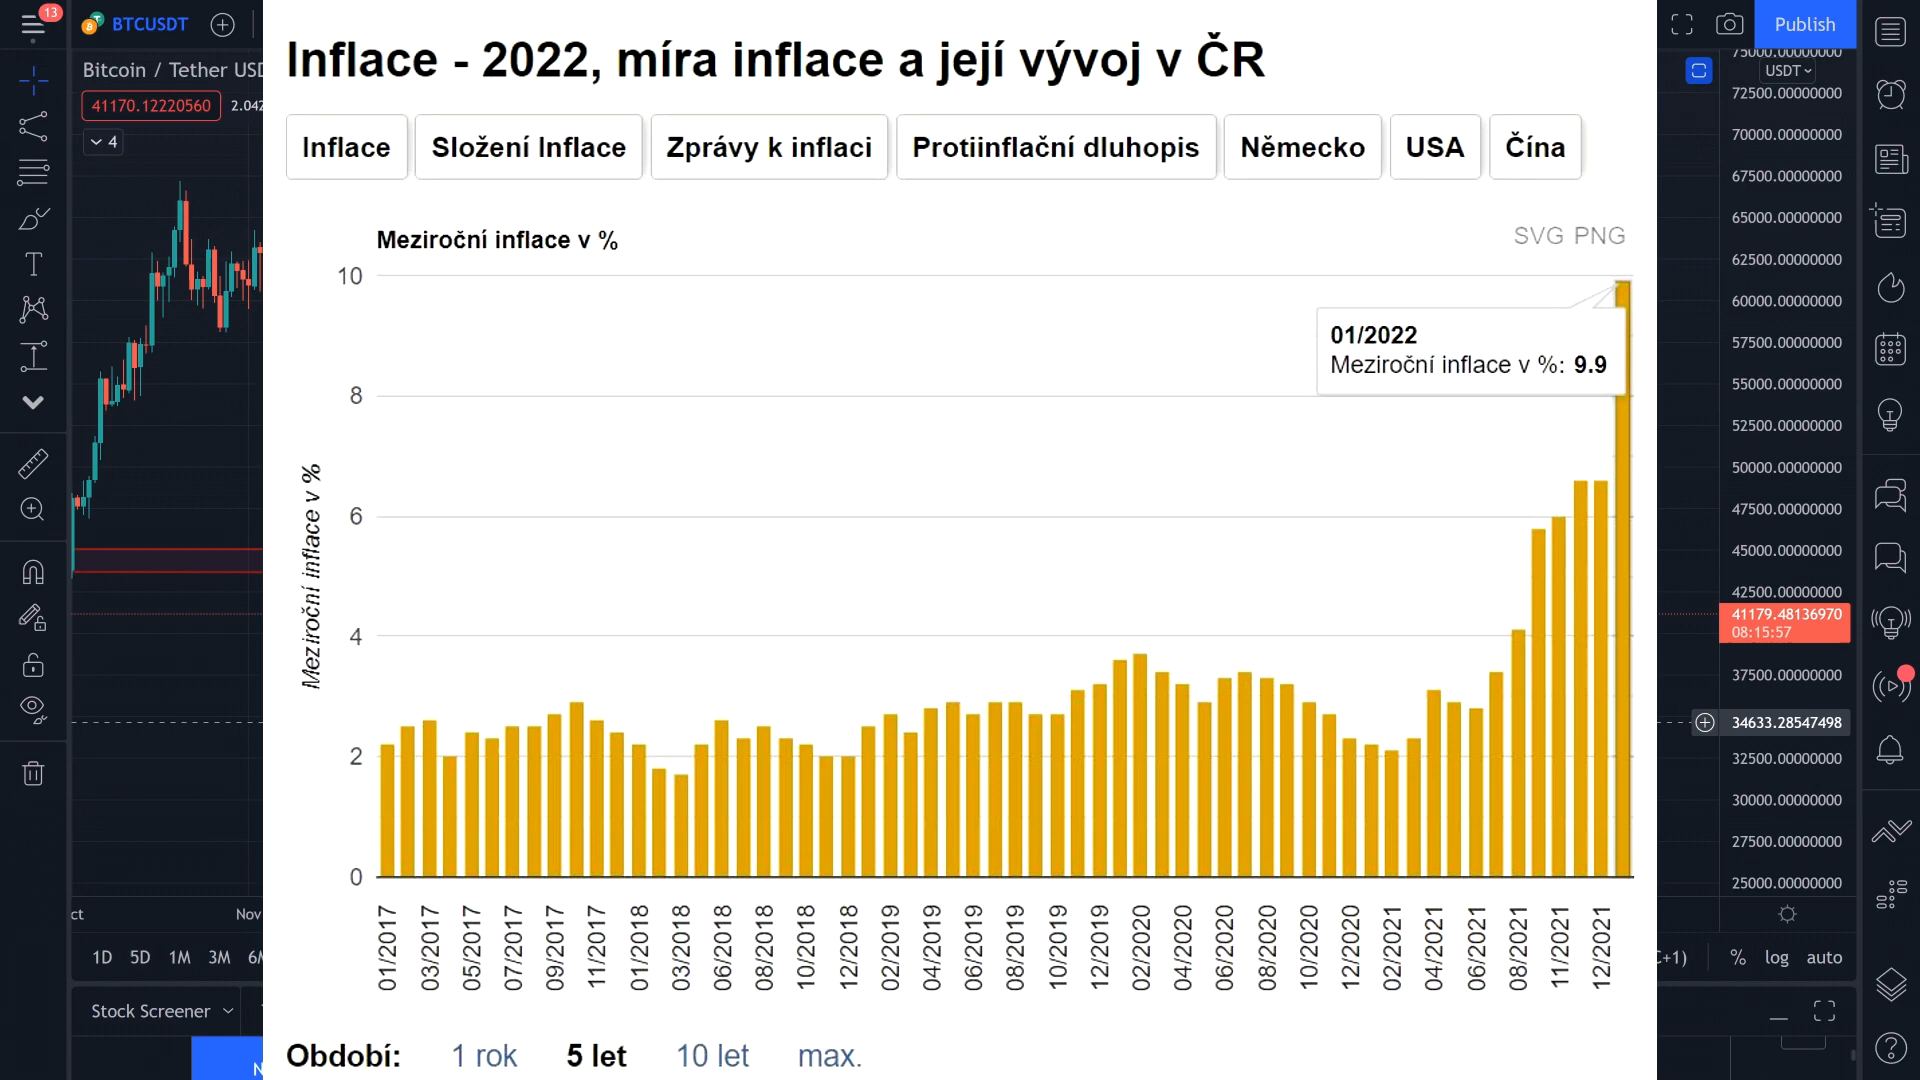 13
BTCUSDT
Bitcoin / Tether USD
41170.12220560
2.042
4
Inflace - 2022, míra inflace a její vývoj v ČR
Inflace
Složení Inflace
Zprávy k inflaci
Protiinflační dluhopis
Německo
USA
Čína
Meziroční inflace v %
SVG PNG
10
8
6
4
2
0
Meziroční inflace v %
01/2022
Meziroční inflace v %: 9.9
01/2017
03/2017
05/2017
07/2017
09/2017
11/2017
01/2018
03/2018
06/2018
08/2018
10/2018
12/2018
02/2019
04/2019
06/2019
08/2019
10/2019
12/2019
02/2020
04/2020
06/2020
08/2020
10/2020
12/2020
02/2021
04/2021
06/2021
08/2021
11/2021
12/2021
Období: 1 rok 5 let 10 let max.
Publish
75000.00000000
USDT
72500.00000000
70000.00000000
67500.00000000
65000.00000000
62500.00000000
60000.00000000
57500.00000000
55000.00000000
52500.00000000
50000.00000000
47500.00000000
45000.00000000
42500.00000000
41179.48136970
08:15:57
37500.00000000
34633.28547498
32500.00000000
30000.00000000
27500.00000000
25000.00000000
ct
Nov
1D 5D 1M 3M 6M
C+1) % log auto
Stock Screener
N